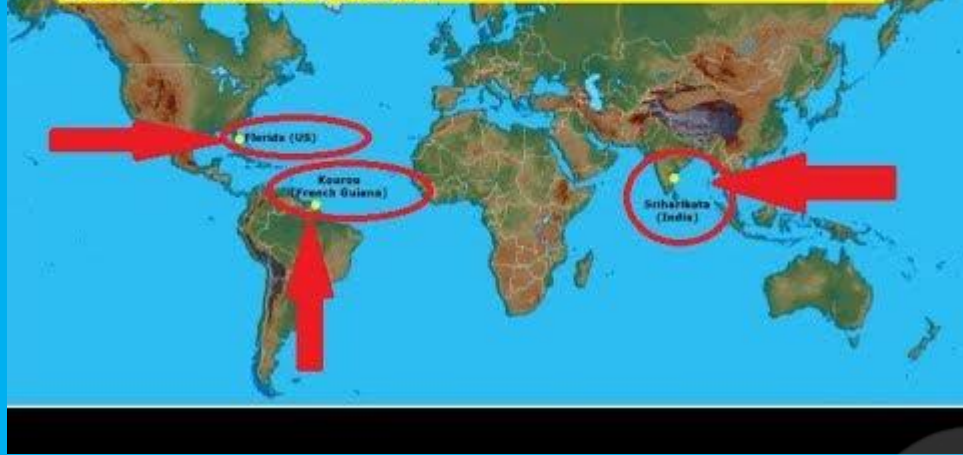 Florida (US)
Kourou
(French Guiana)
Sriharikota
(India)